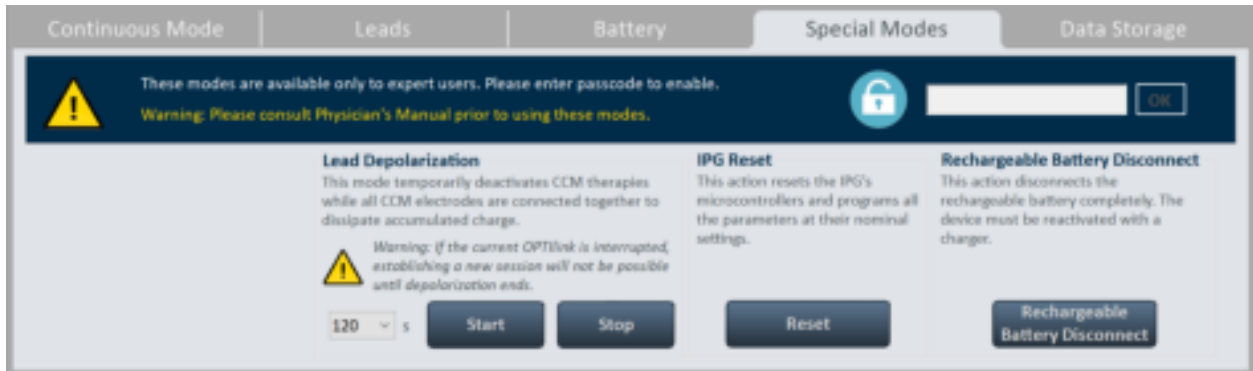 Continuous Mode
Leads
Battery
Special Modes
Data Storage
These modes are available only to expert users. Please enter passcode to enable.
Warning: Please consult Physician's Manual prior to using these modes.
OK
Lead Depolarization
This mode temporarily deactivates CCM therapies
while all CCM electrodes are connected together to
dissipate accumulated charge.
Warning: If the current OPTIlink is interrupted,
establishing a new session will not be possible
until depolarization ends.
120 s
Start
Stop
IPG Reset
This action resets the IPG's
microcontrollers and programs all
the parameters at their nominal
settings.
Reset
Rechargeable Battery Disconnect
This action disconnects the
rechargeable battery completely. The
device must be reactivated with a
charger.
Rechargeable
Battery Disconnect